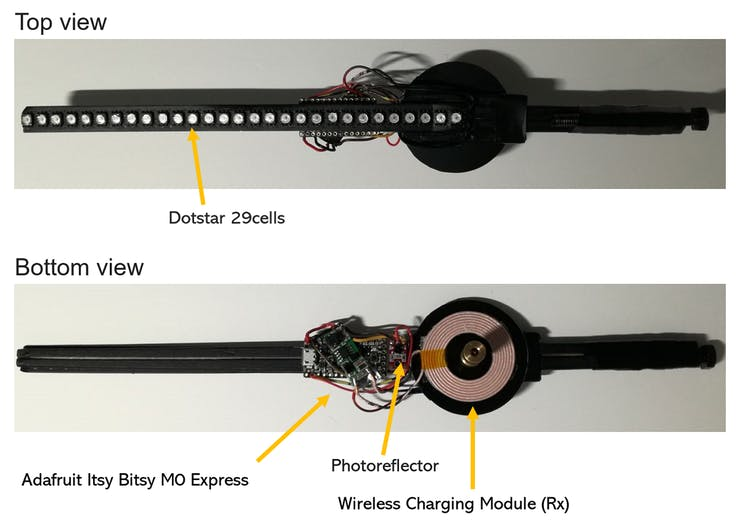 Top view
Dotstar 29cells
Bottom view
Adafruit Itsy Bitsy M0 Express
Photoreflector
Wireless Charging Module (Rx)